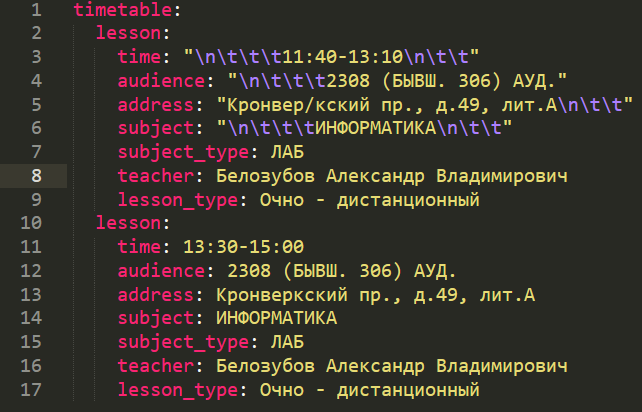 1 timetable:
2   lesson:
3     time: "\n\t\t\t11:40-13:10\n\t\t"
4     audience: "\n\t\t\t2308 (БЫВШ. 306) АУД."
5     address: "Кронвер/кский пр., д.49, лит.А\n\t\t"
6     subject: "\n\t\t\tИНФОРМАТИКА\n\t\t"
7     subject_type: ЛАБ
8     teacher: Белозубов Александр Владимирович
9     lesson_type: Очно - дистанционный
10   lesson:
11     time: 13:30-15:00
12     audience: 2308 (БЫВШ. 306) АУД.
13     address: Кронверкский пр., д.49, лит.А
14     subject: ИНФОРМАТИКА
15     subject_type: ЛАБ
16     teacher: Белозубов Александр Владимирович
17     lesson_type: Очно - дистанционный